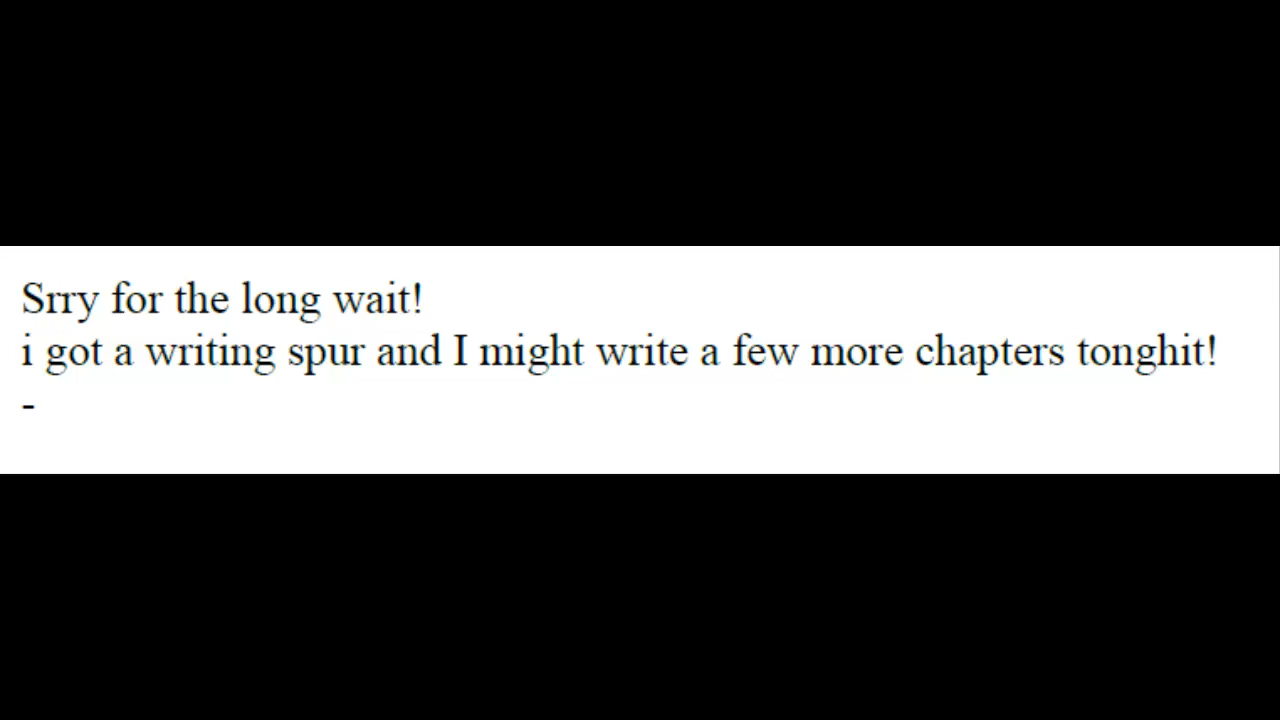 Srry for the long wait!
i got a writing spur and I might write a few more chapters tonghit!
-